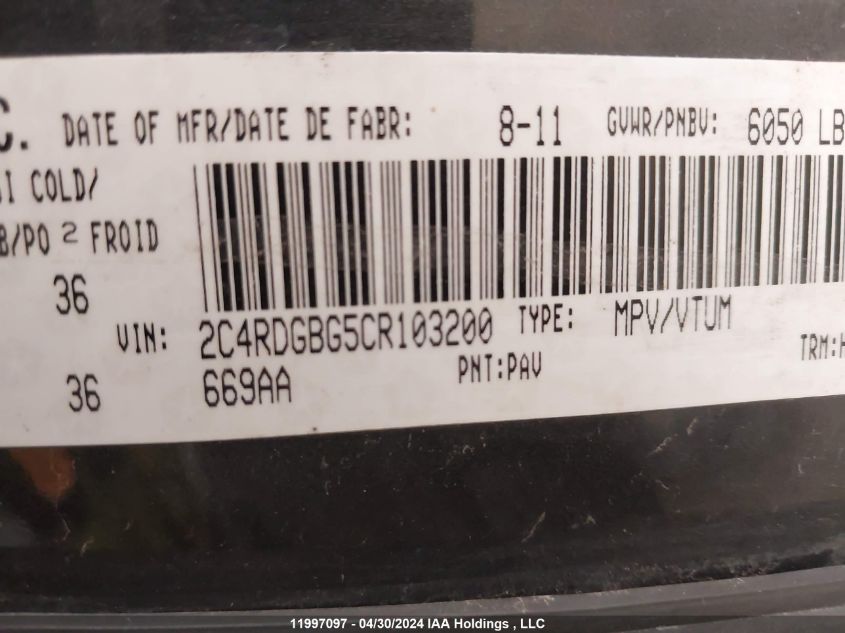 C. DATE OF MFR/DATE DE FABR: 8-11 GVWR/PNBV: 6050 LB
SI COLD/
B/PO 2 FROID
36
VIN: 2C4RDGBG5CR103200 TYPE: MPV/VTUM
36 669AA PNT:PAV TRM:H
11997097 - 04/30/2024 IAA Holdings , LLC